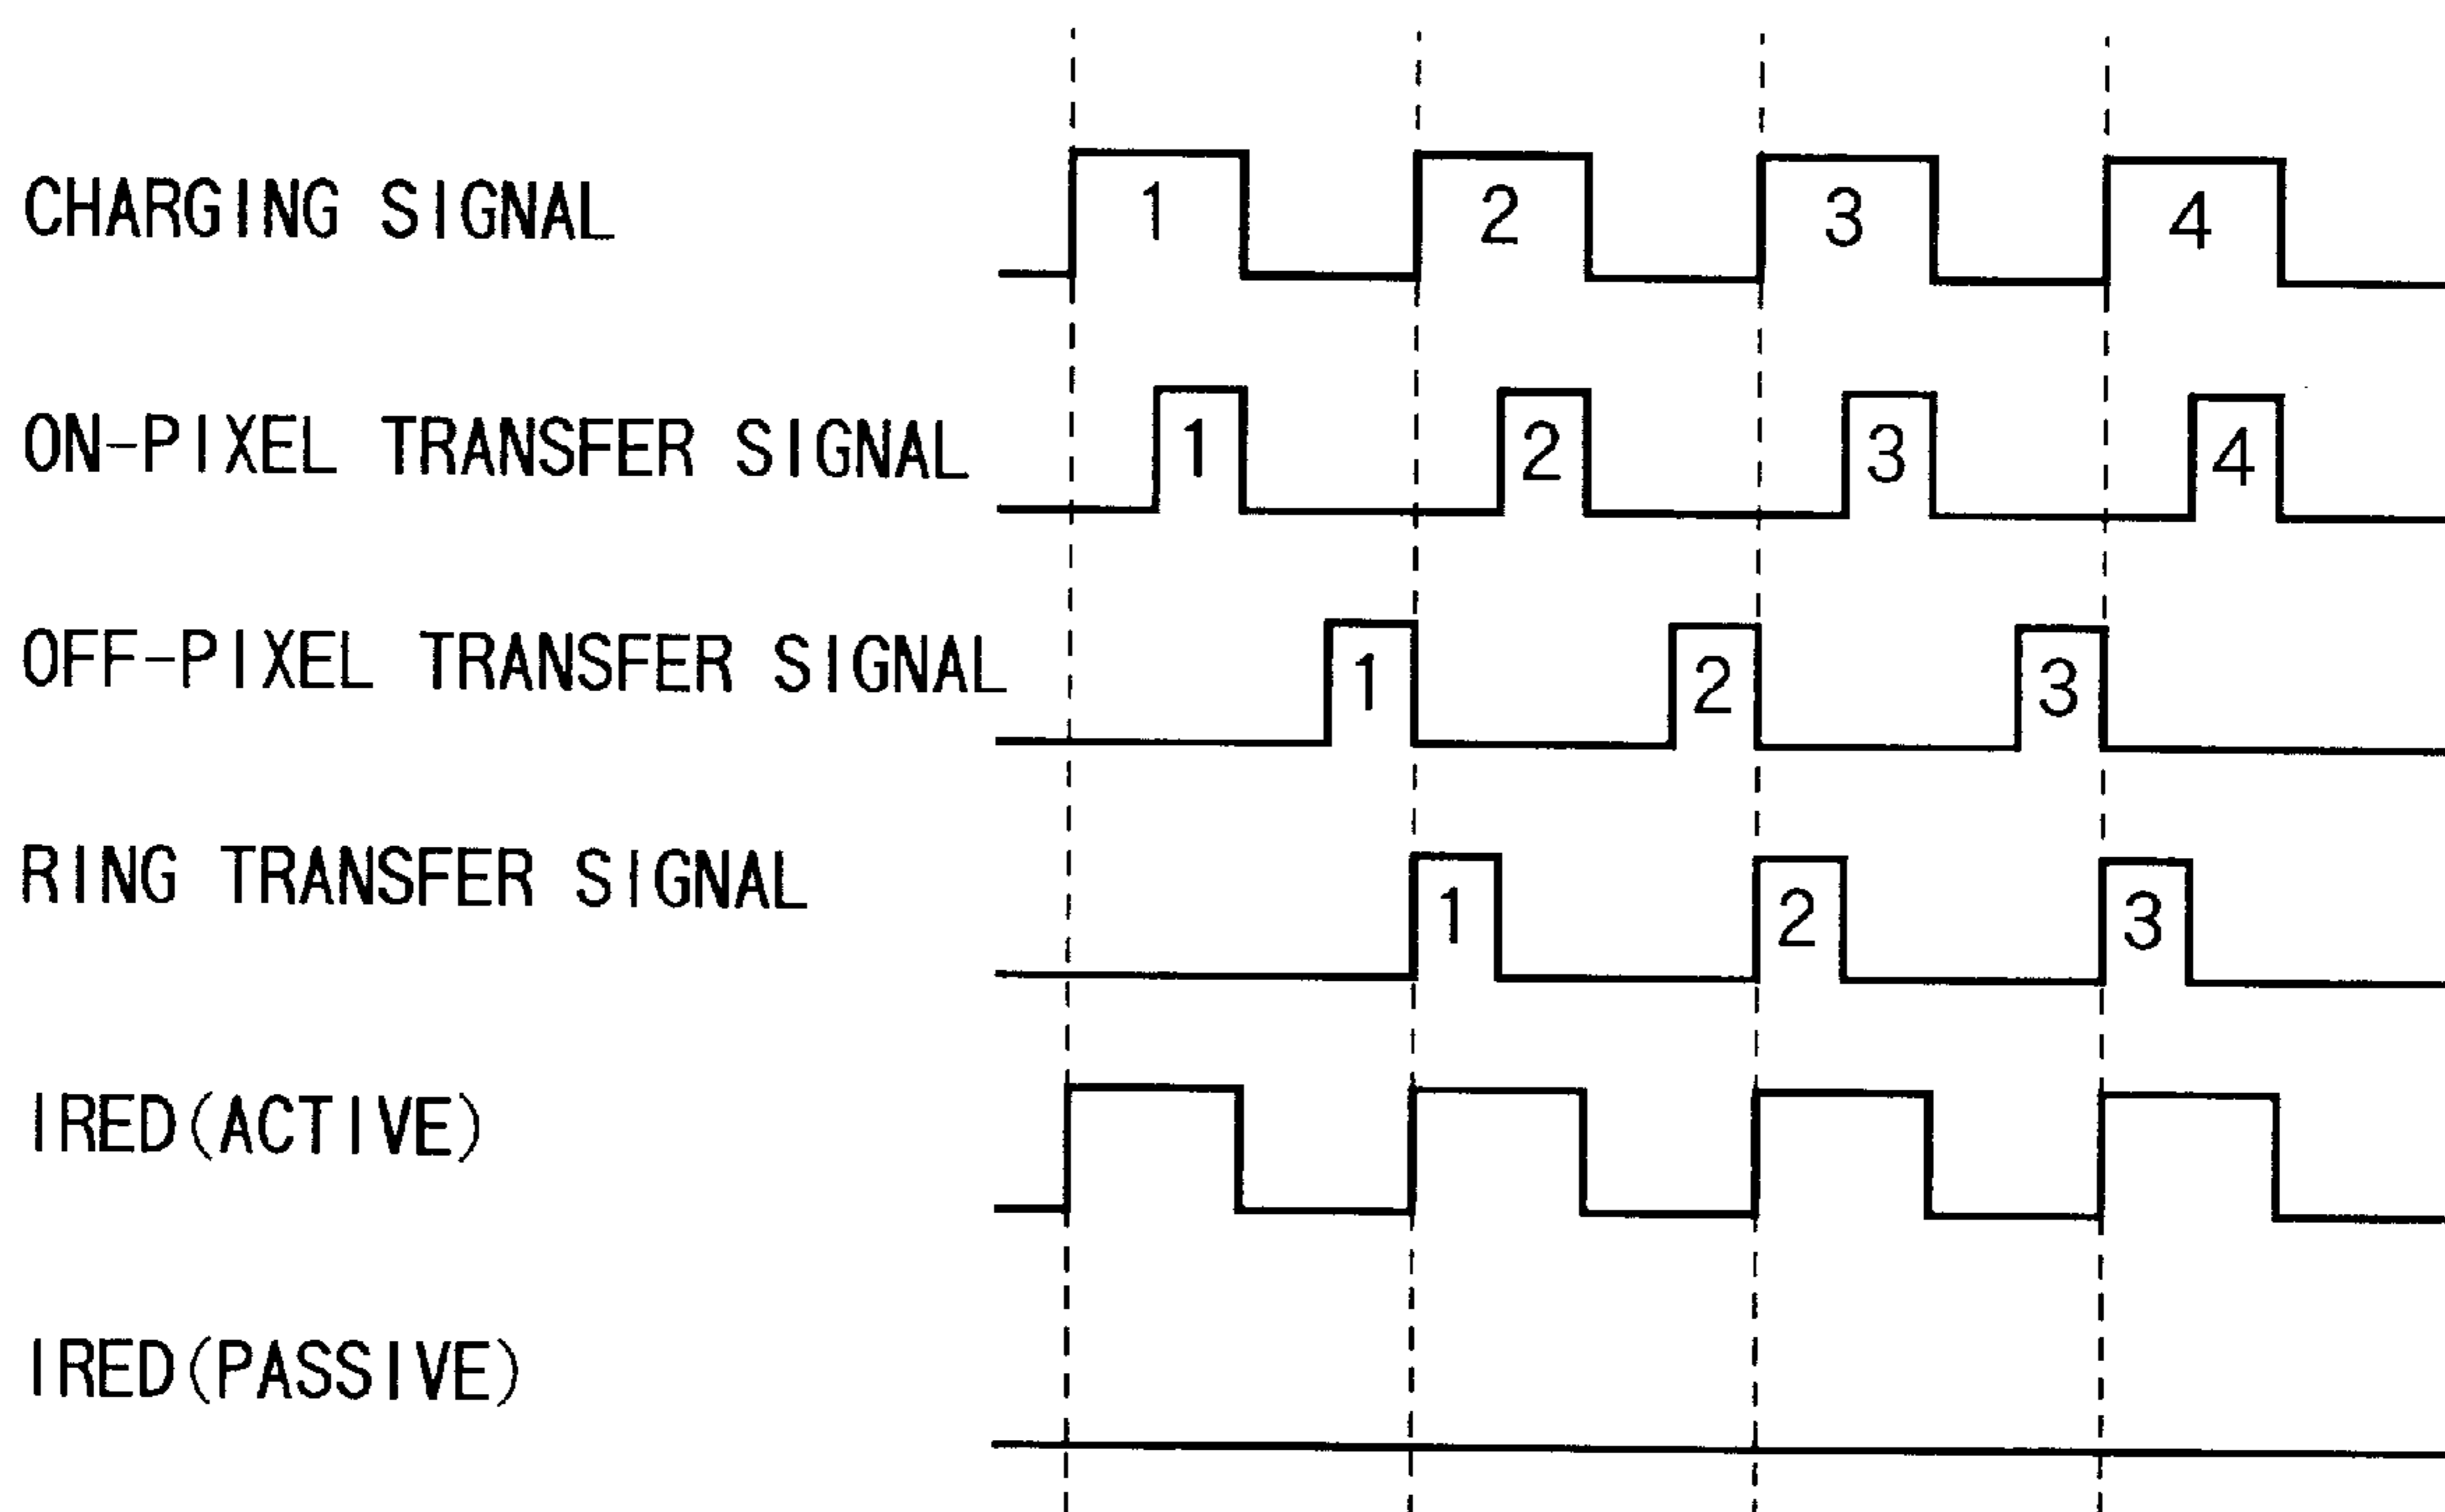 CHARGING SIGNAL 1 2 3 4
ON-PIXEL TRANSFER SIGNAL 1 2 3 4
OFF-PIXEL TRANSFER SIGNAL 1 2 3
RING TRANSFER SIGNAL 1 2 3
IRED(ACTIVE)
IRED(PASSIVE)